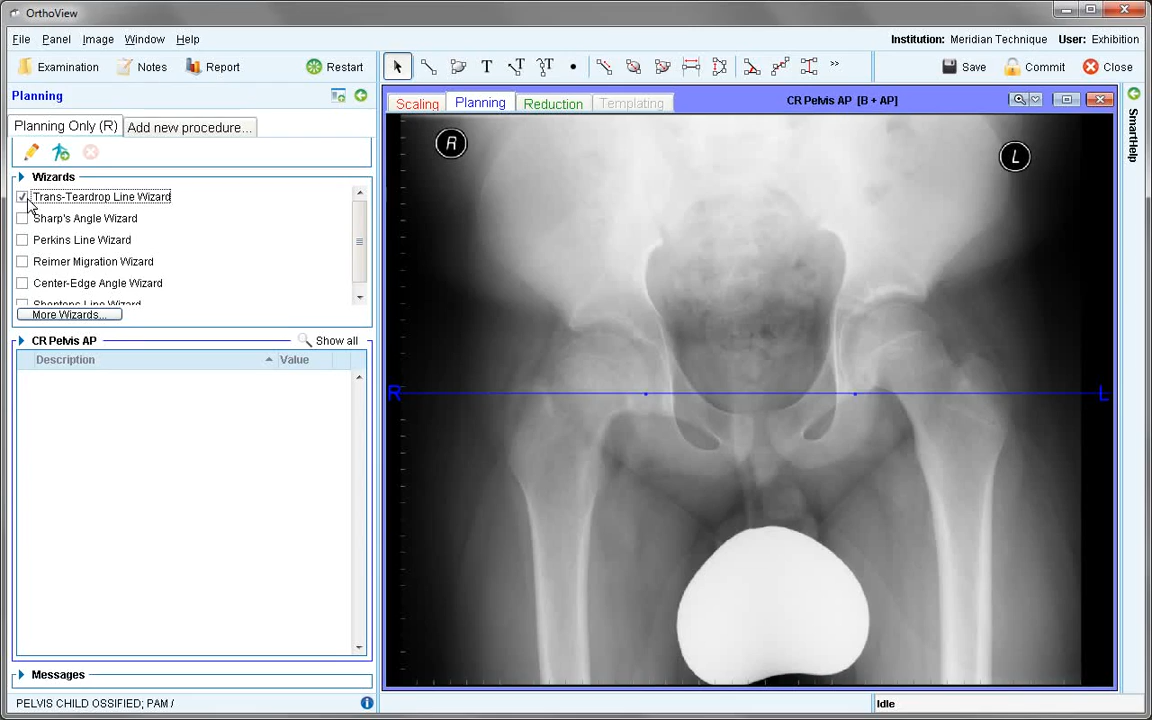 OrthoView
File Panel Image Window Help
Institution: Meridian Technique User: Exhibition
Examination Notes Report Restart
T
Save Commit Close
Planning
Scaling Planning Reduction Templating
CR Pelvis AP [B + AP]
SmartHelp
Planning Only (R) Add new procedure...
R
L
Wizards
Trans-Teardrop Line Wizard
Sharp's Angle Wizard
Perkins Line Wizard
Reimer Migration Wizard
Center-Edge Angle Wizard
Shentons Line Wizard
More Wizards...
CR Pelvis AP Show all
Description Value
R L
Messages
PELVIS CHILD OSSIFIED; PAM /
Idle